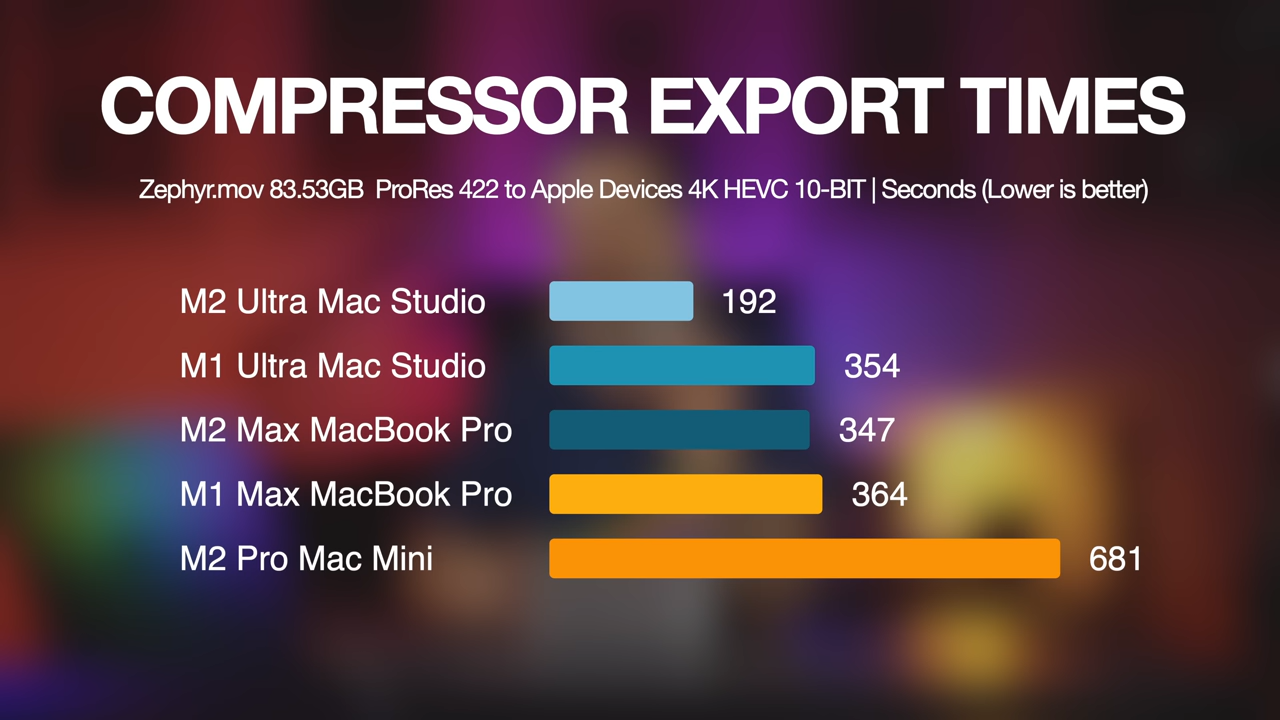 COMPRESSOR EXPORT TIMES
Zephyr.mov 83.53GB ProRes 422 to Apple Devices 4K HEVC 10-BIT | Seconds (Lower is better)
M2 Ultra Mac Studio 192
M1 Ultra Mac Studio 354
M2 Max MacBook Pro 347
M1 Max MacBook Pro 364
M2 Pro Mac Mini 681